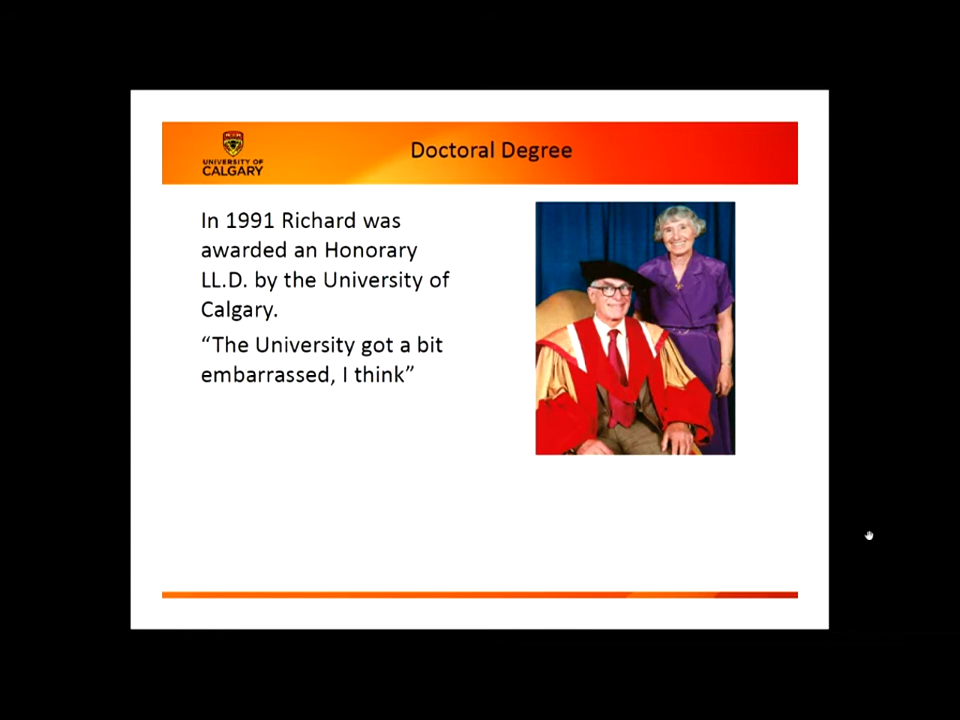 UNIVERSITY OF
CALGARY
Doctoral Degree
In 1991 Richard was
awarded an Honorary
LL.D. by the University of
Calgary.
“The University got a bit
embarrassed, I think”